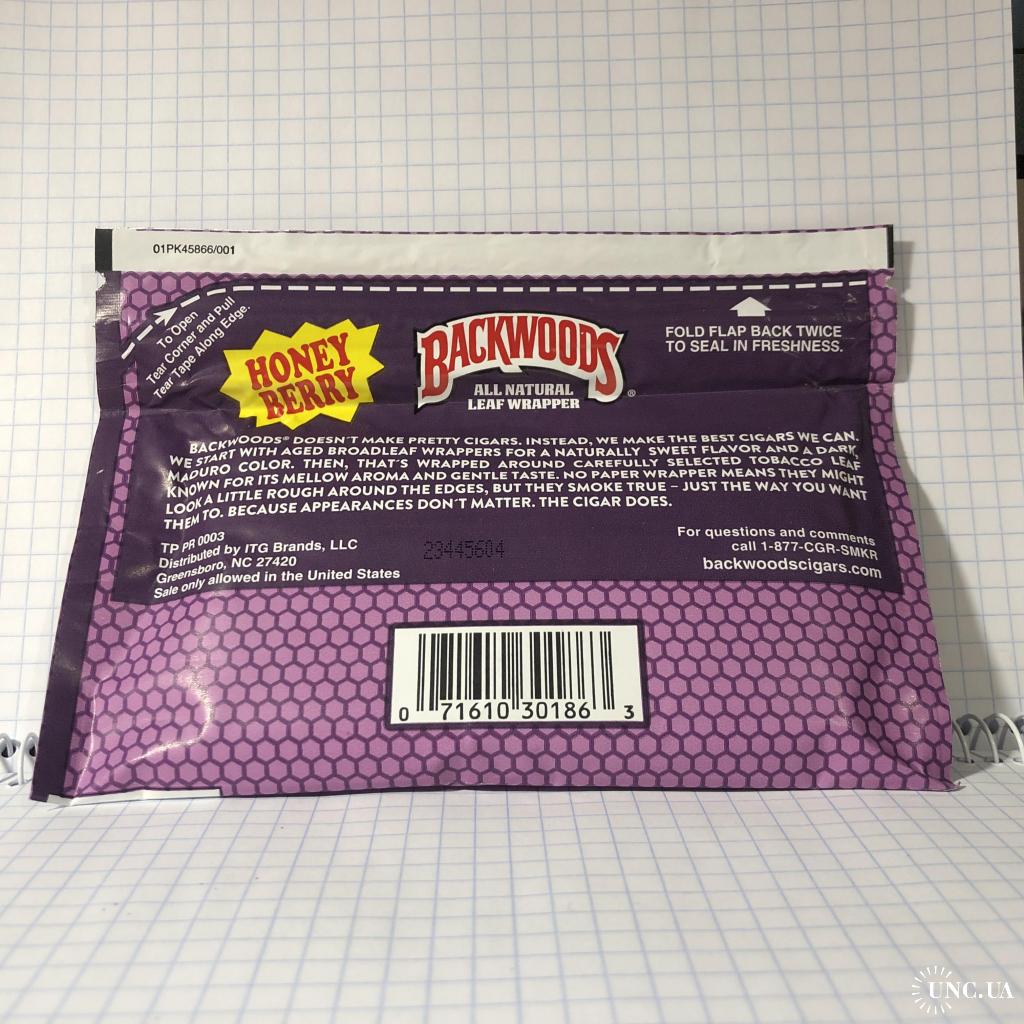 01PK45866/001
To Open
Tear Corner and Pull
Tear Tape Along Edge.
HONEY
BERRY
BACKWOODS
ALL NATURAL
LEAF WRAPPER ®
FOLD FLAP BACK TWICE
TO SEAL IN FRESHNESS.
BACKWOODS® DOESN'T MAKE PRETTY CIGARS. INSTEAD, WE MAKE THE BEST CIGARS WE CAN.
WE START WITH AGED BROADLEAF WRAPPERS FOR A NATURALLY SWEET FLAVOR AND A DARK,
MADURO COLOR. THEN, THAT'S WRAPPED AROUND CAREFULLY SELECTED TOBACCO LEAF
KNOWN FOR ITS MELLOW AROMA AND GENTLE TASTE. NO PAPER WRAPPER MEANS THEY MIGHT
LOOK A LITTLE ROUGH AROUND THE EDGES, BUT THEY SMOKE TRUE – JUST THE WAY YOU WANT
THEM TO. BECAUSE APPEARANCES DON'T MATTER. THE CIGAR DOES.
TP PR 0003
Distributed by ITG Brands, LLC
Greensboro, NC 27420
Sale only allowed in the United States
23445604
For questions and comments
call 1-877-CGR-SMKR
backwoodscigars.com
0 71610 30186 3
UNC.UA